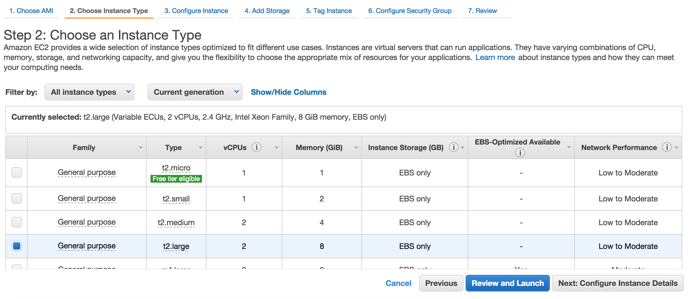 1. Choose AMI 2. Choose Instance Type 3. Configure Instance 4. Add Storage 5. Tag Instance 6. Configure Security Group 7. Review
Step 2: Choose an Instance Type
Amazon EC2 provides a wide selection of instance types optimized to fit different use cases. Instances are virtual servers that can run applications. They have varying combinations of CPU,
memory, storage, and networking capacity, and give you the flexibility to choose the appropriate mix of resources for your applications. Learn more about instance types and how they can meet
your computing needs.
Filter by: All instance types Current generation Show/Hide Columns
Currently selected: t2.large (Variable ECUs, 2 vCPUs, 2.4 GHz, Intel Xeon Family, 8 GiB memory, EBS only)
Family Type vCPUs Memory (GiB) Instance Storage (GB) EBS-Optimized Available Network Performance
General purpose t2.micro 1 1 EBS only - Low to Moderate
Free tier eligible
General purpose t2.small 1 2 EBS only - Low to Moderate
General purpose t2.medium 2 4 EBS only - Low to Moderate
General purpose t2.large 2 8 EBS only - Low to Moderate
Cancel Previous Review and Launch Next: Configure Instance Details